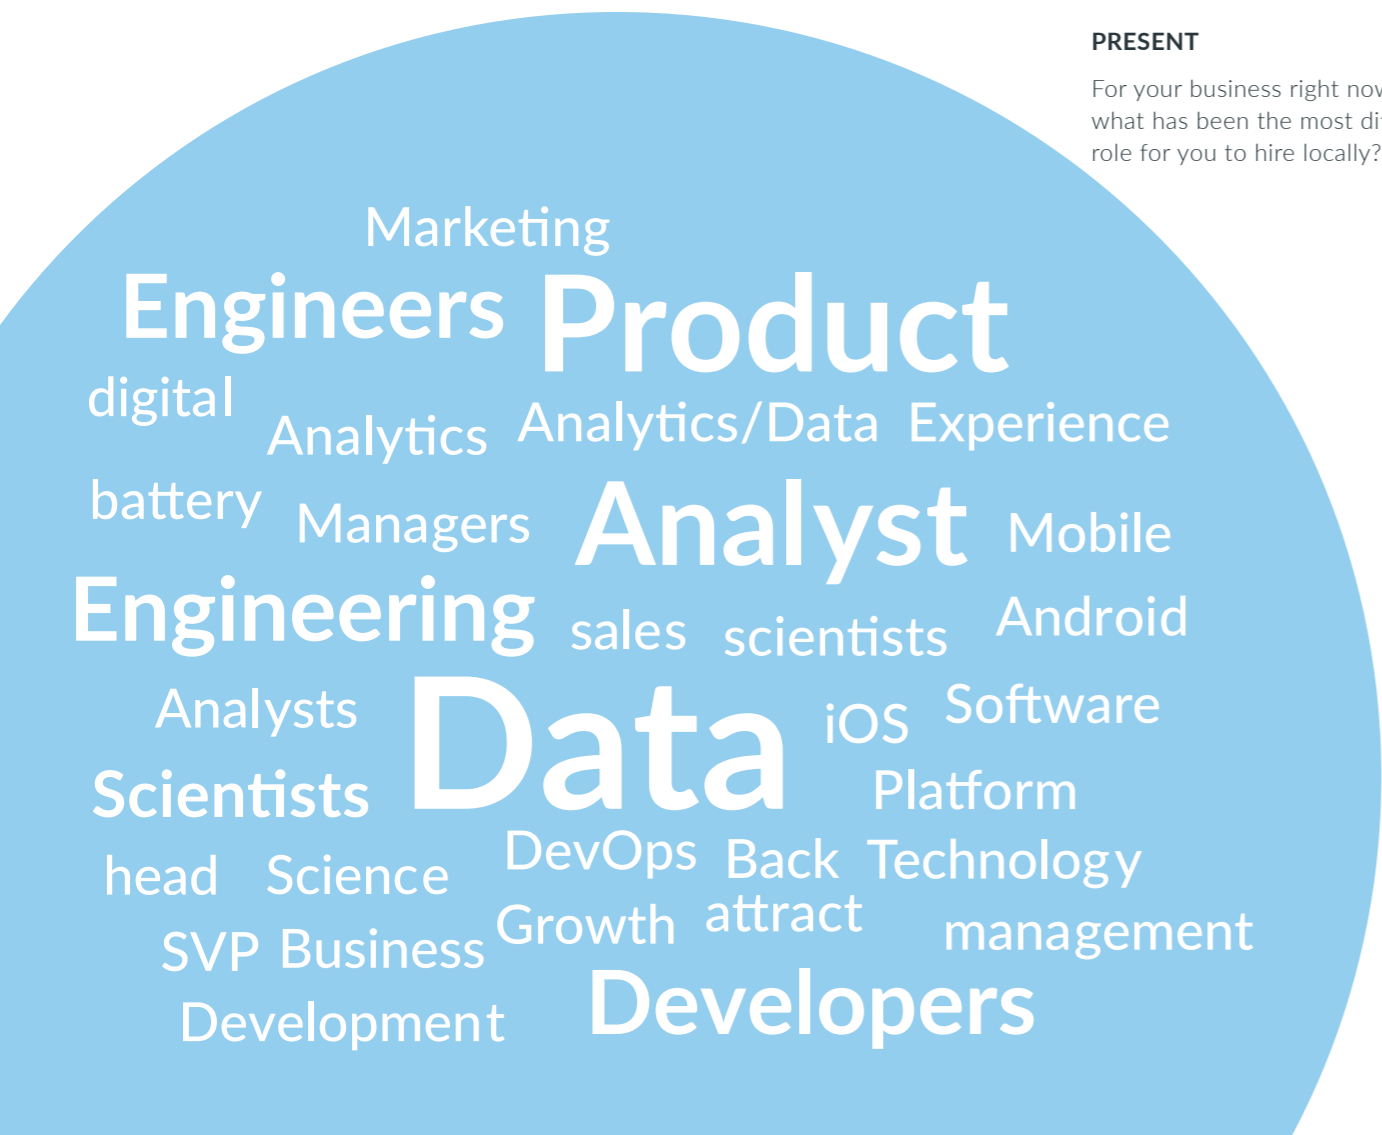 PRESENT
For your business right now
what has been the most di
role for you to hire locally?
Marketing
Engineers Product
digital
Analytics Analytics/Data Experience
battery Managers Analyst Mobile
Engineering sales scientists Android
Analysts Data iOS Software
Scientists Platform
head Science DevOps Back Technology
SVP Business Growth attract management
Development Developers